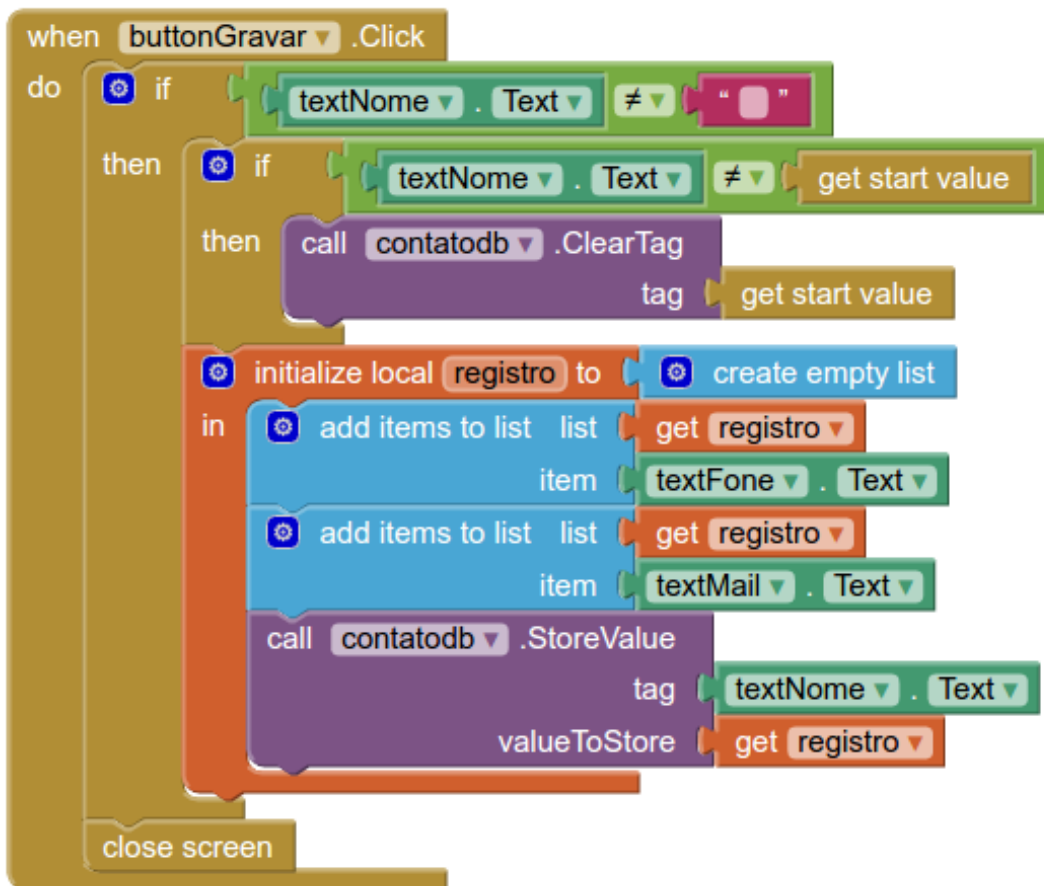 when buttonGravar .Click
do if textNome . Text ≠ " "
then if textNome . Text ≠ get start value
then call contatodb .ClearTag
tag get start value
initialize local registro to create empty list
in add items to list list get registro
item textFone . Text
add items to list list get registro
item textMail . Text
call contatodb .StoreValue
tag textNome . Text
valueToStore get registro
close screen